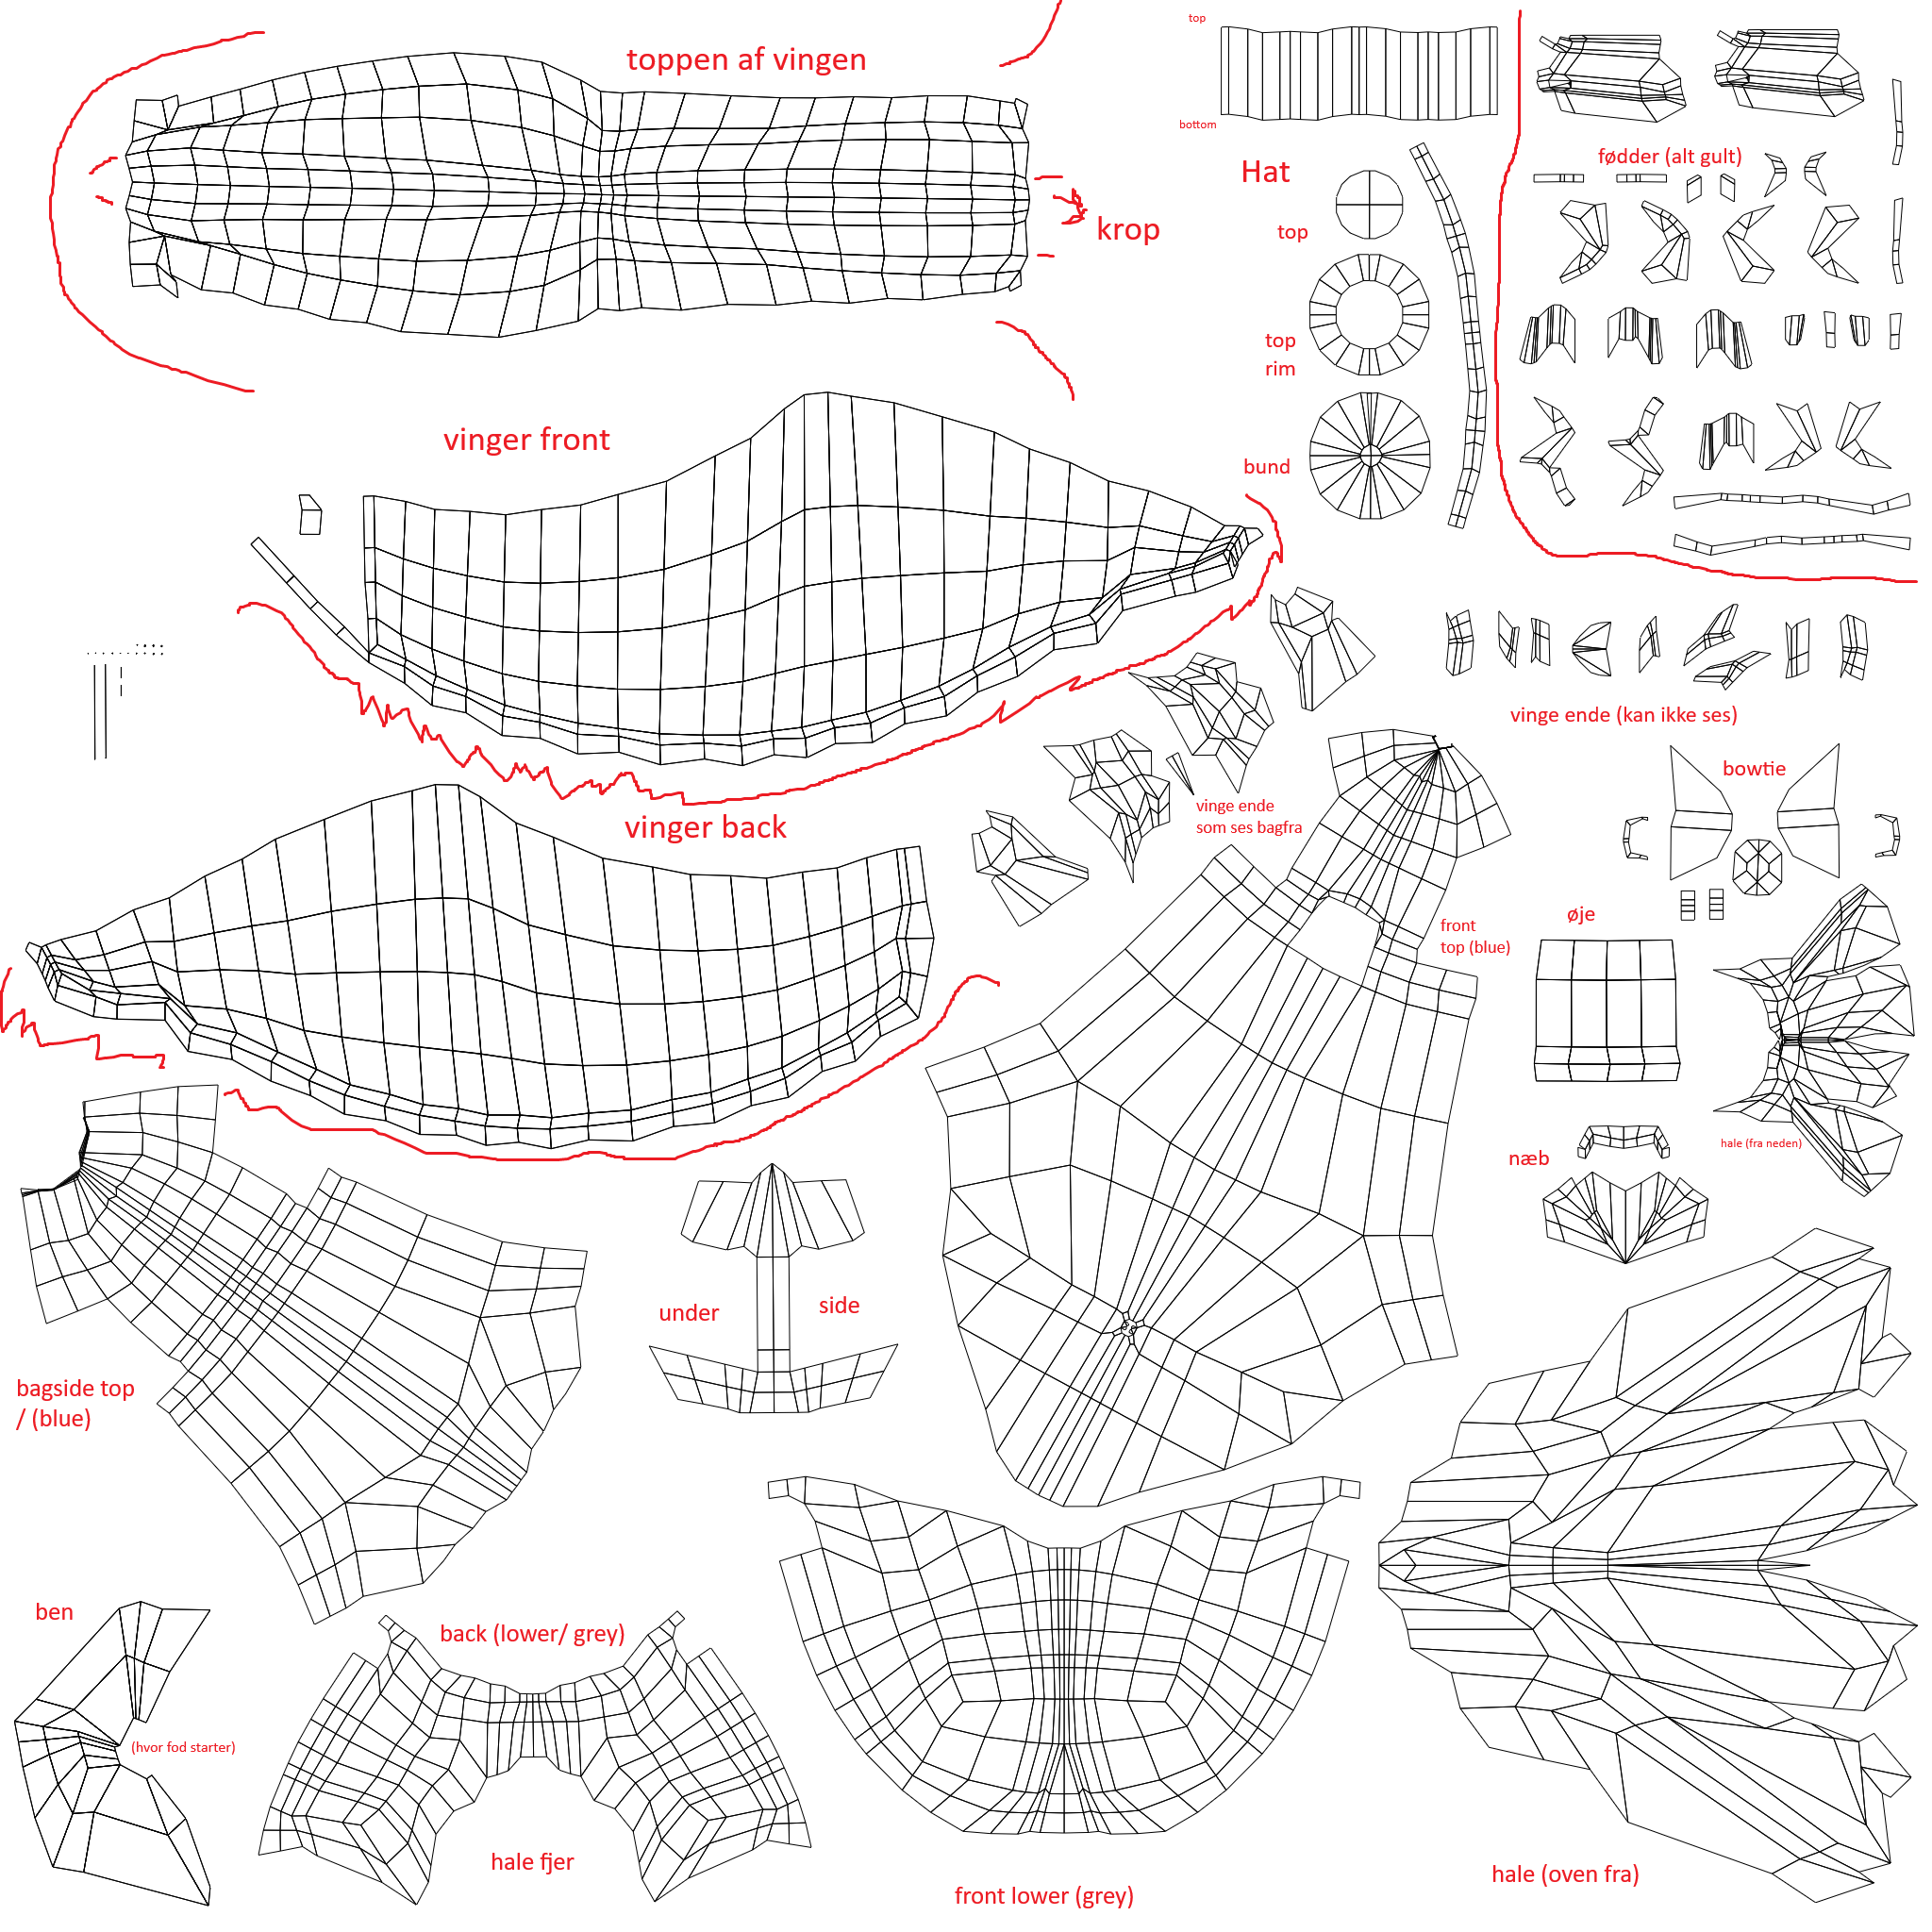 top
toppen af vingen
bottom
Hat
fødder (alt gult)
krop
top
top
rim
vinger front
bund
vinge ende (kan ikke ses)
bowtie
vinge ende
som ses bagfra
vinger back
øje
front
top (blue)
hale (fra neden)
næb
under
side
bagside top
/ (blue)
ben
back (lower/ grey)
(hvor fod starter)
hale fjer
hale (oven fra)
front lower (grey)